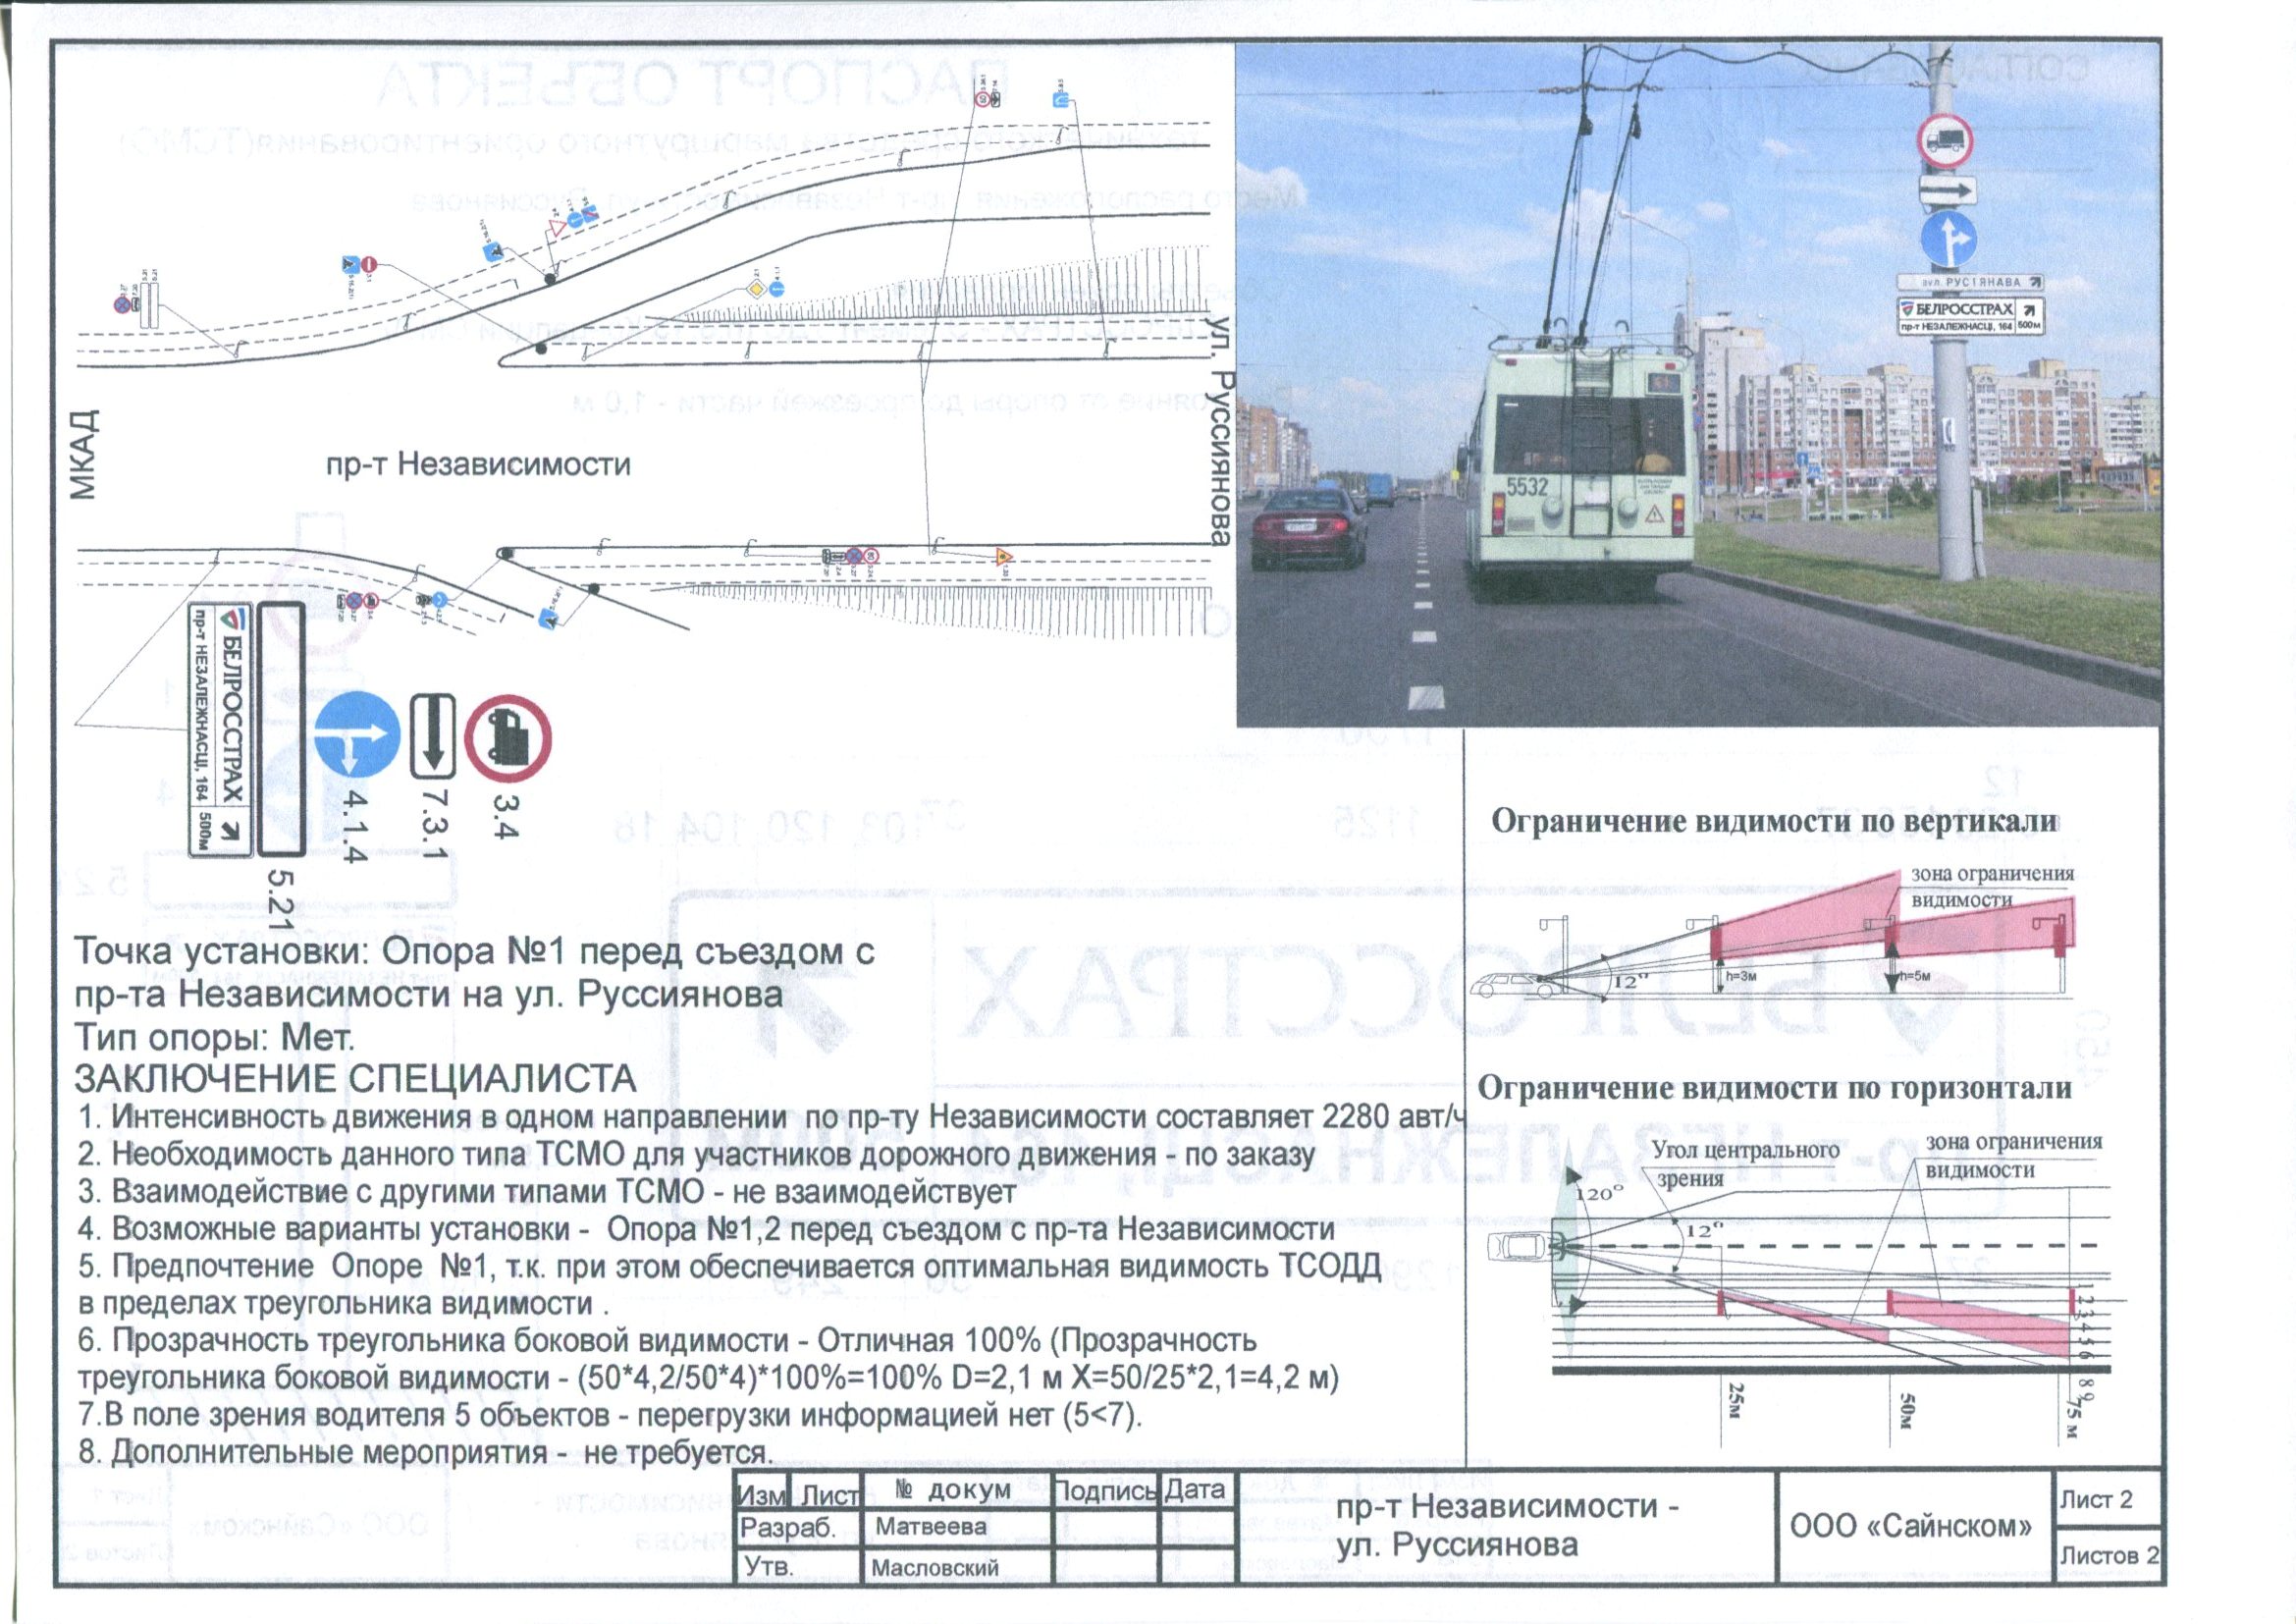 МКАД
пр-т Независимости
ул. Руссиянова
БЕЛРОССТРАХ
пр-т НЕЗАЛЕЖНАСЦІ, 164
500м
5.21
4.1.4
7.3.1
3.4
вул. РУСІЯНАВА
БЕЛРОССТРАХ
пр-т НЕЗАЛЕЖНАСЦІ, 164 500м
5532
Точка установки: Опора №1 перед съездом с
пр-та Независимости на ул. Руссиянова
Тип опоры: Мет.
ЗАКЛЮЧЕНИЕ СПЕЦИАЛИСТА
1. Интенсивность движения в одном направлении по пр-ту Независимости составляет 2280 авт/ч
2. Необходимость данного типа ТСМО для участников дорожного движения - по заказу
3. Взаимодействие с другими типами ТСМО - не взаимодействует
4. Возможные варианты установки - Опора №1,2 перед съездом с пр-та Независимости
5. Предпочтение Опоре №1, т.к. при этом обеспечивается оптимальная видимость ТСОДД
в пределах треугольника видимости .
6. Прозрачность треугольника боковой видимости - Отличная 100% (Прозрачность
треугольника боковой видимости - (50*4,2/50*4)*100%=100% D=2,1 м X=50/25*2,1=4,2 м)
7.В поле зрения водителя 5 объектов - перегрузки информацией нет (5<7).
8. Дополнительные мероприятия - не требуется.
Ограничение видимости по вертикали
зона ограничения
видимости
12°
h=3м
h=5м
Ограничение видимости по горизонтали
Угол центрального
зрения
зона ограничения
видимости
120°
12°
25м
50м
75 м
Изм Лист № докум Подпись Дата
Разраб. Матвеева
Утв. Масловский
пр-т Независимости -
ул. Руссиянова
ООО «Сайнском»
Лист 2
Листов 2